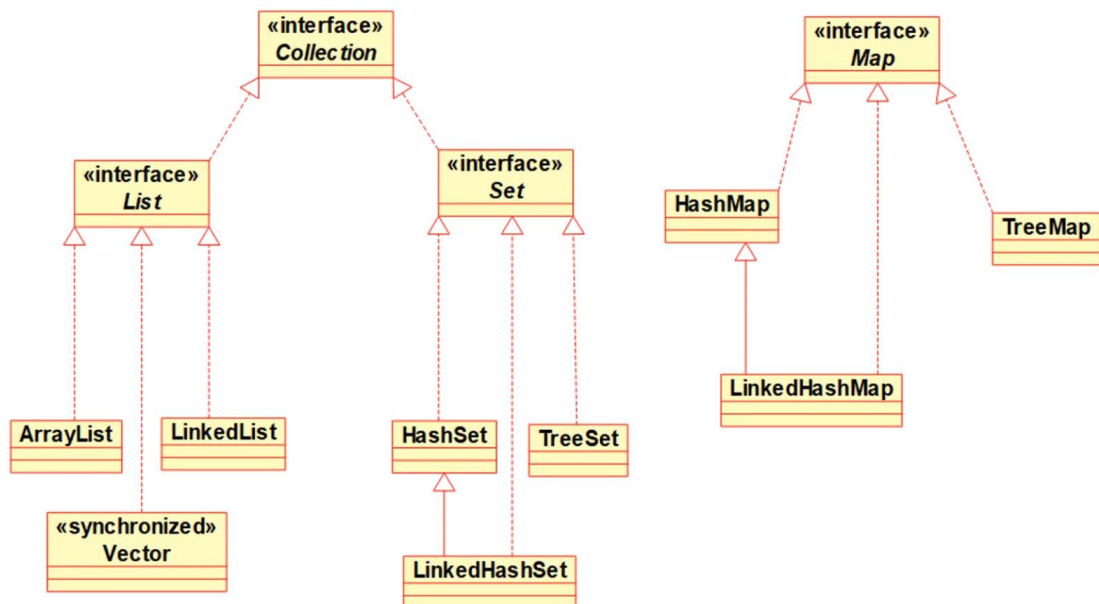 «interface»
Collection
«interface»
Map
«interface»
List
«interface»
Set
HashMap
TreeMap
LinkedHashMap
ArrayList
LinkedList
HashSet
TreeSet
«synchronized»
Vector
LinkedHashSet